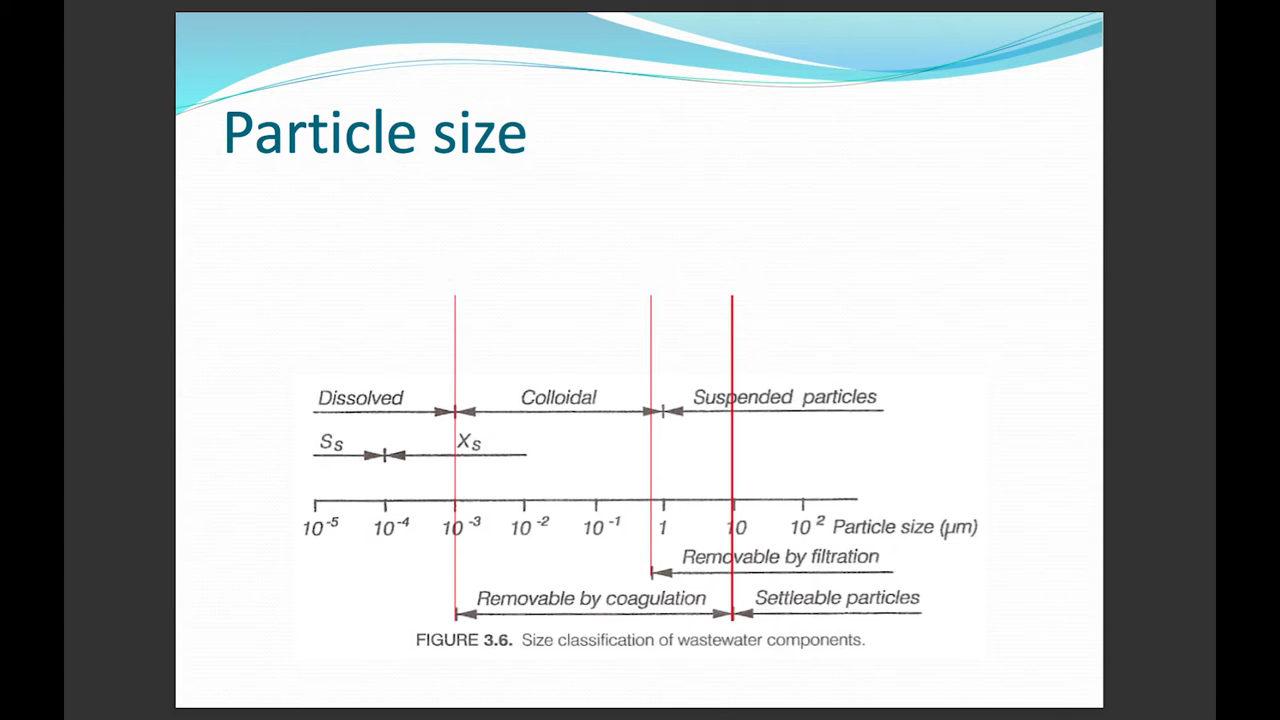 Particle size
Dissolved Colloidal Suspended particles
Ss Xs
10⁻⁵ 10⁻⁴ 10⁻³ 10⁻² 10⁻¹ 1 10 10² Particle size (µm)
Removable by filtration
Removable by coagulation Settleable particles
FIGURE 3.6. Size classification of wastewater components.